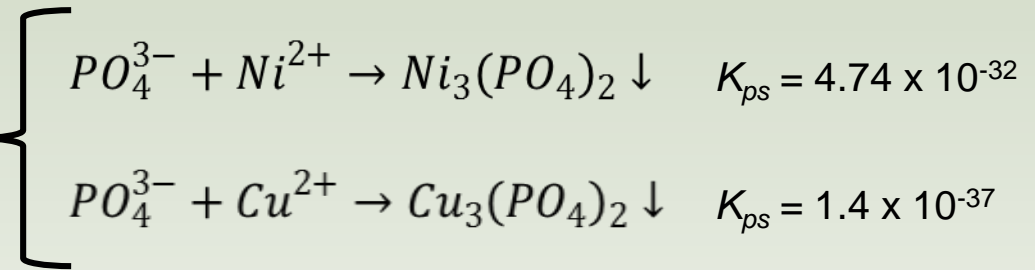 PO₄³⁻ + Ni²⁺ → Ni₃(PO₄)₂ ↓ Kₚₛ = 4.74 x 10⁻³²
PO₄³⁻ + Cu²⁺ → Cu₃(PO₄)₂ ↓ Kₚₛ = 1.4 x 10⁻³⁷